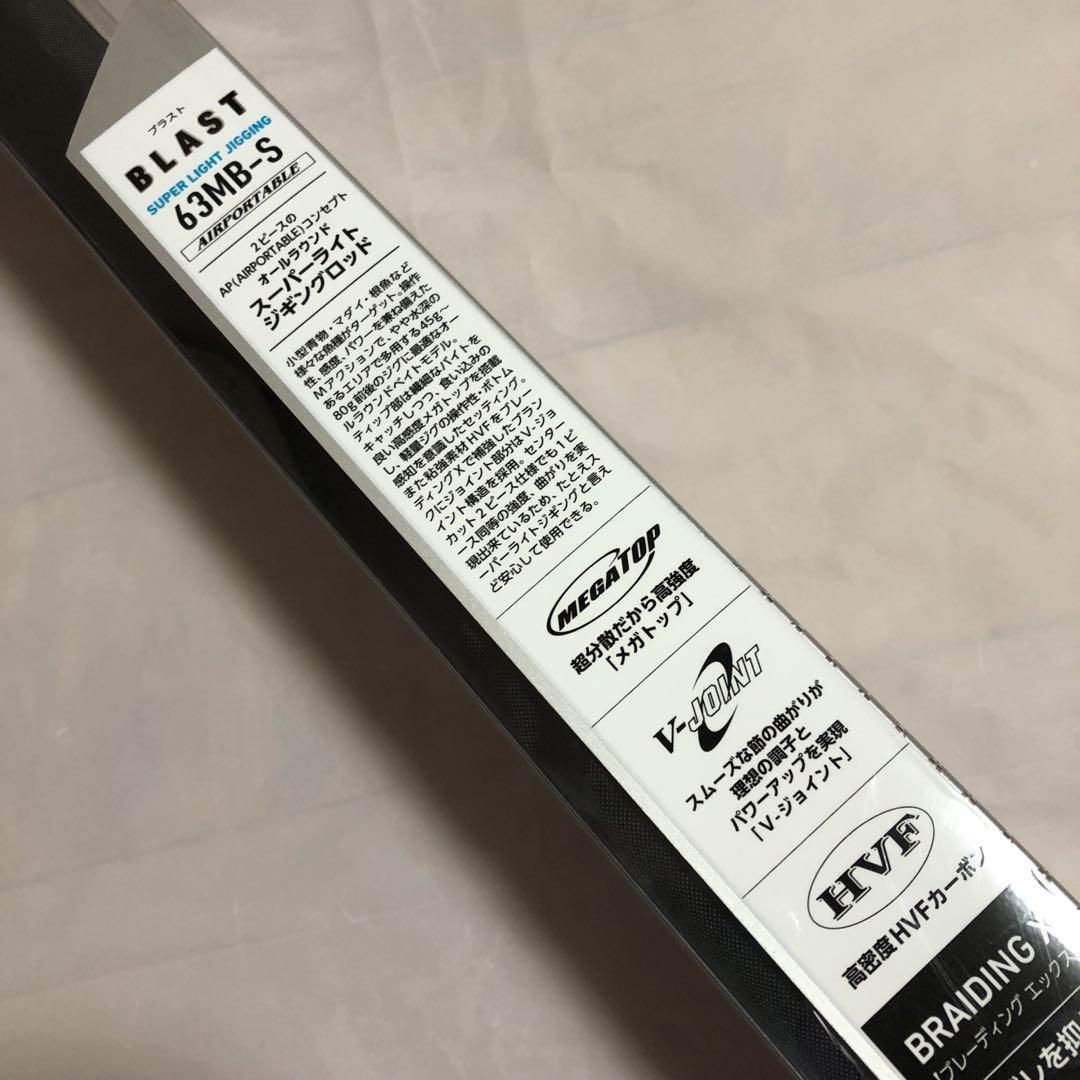 ブラスト
BLAST
SUPER LIGHT JIGGING
63MB-S
AIRPORTABLE
2ピースの
AP(AIRPORTABLE)コンセプト
オールラウンド
スーパーライト
ジギングロッド
小型青物・マダイ・根魚など
様々な魚種がターゲット。操作
性、感度、パワーを兼ね備えた
Mアクションで、やや水深の
あるエリアで多用する45g〜
80g前後のジグに最適なオー
ルラウンドベイトモデル。
ティップ部は繊細なバイトを
キャッチしつつ、食い込みの
良い高感度メガトップを搭載
し、軽量ジグの操作性・ボトム
感知を意識したセッティング。
また粘強素材HVFをブレー
ディングXで補強したブラン
クにジョイント部分はV-ジョ
イント構造を採用。センター
カット2ピース仕様でも1ピ
ース同等の強度、曲がりを実
現出来ているため、たとえス
ーパーライトジギングと言え
ど安心して使用できる。
MEGATOP
超分散だから高強度
「メガトップ」
V-JOINT
スムーズな節の曲がりが
理想の調子と
パワーアップを実現
「V-ジョイント」
HVF
高密度HVFカーボン
BRAIDING X
ブレーディング エックス
レを抑